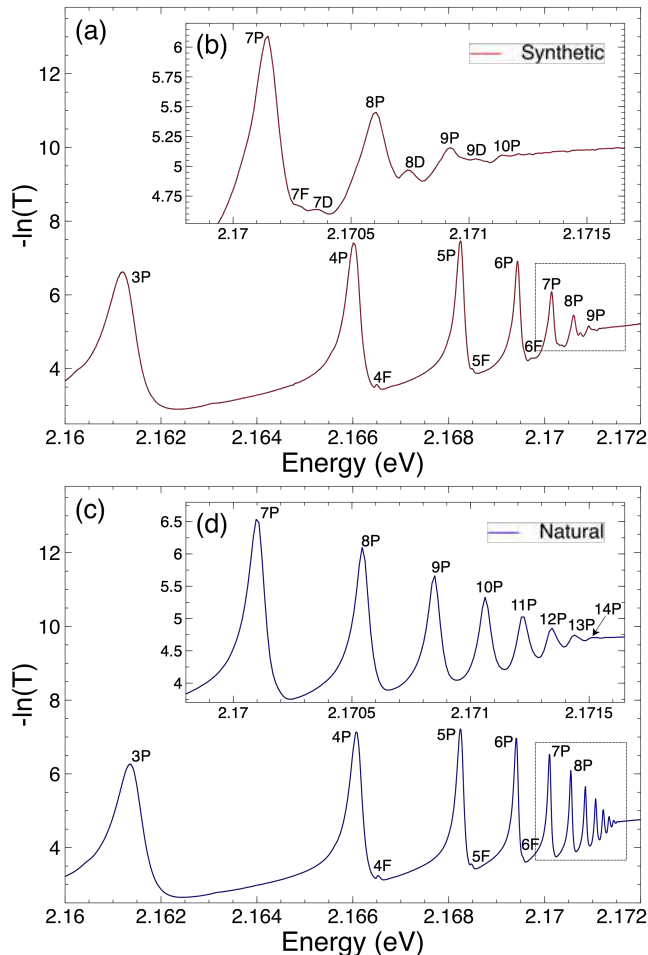 (a)
(b)
Synthetic
7P
7F
7D
8P
8D
9P
9D
10P
6
5.75
5.5
5.25
5
4.75
2.17
2.1705
2.171
2.1715
12
10
8
6
4
-ln(T)
3P
4P
4F
5P
5F
6P
6F
7P
8P
9P
2.16
2.162
2.164
2.166
2.168
2.17
2.172
Energy (eV)
(c)
(d)
Natural
7P
8P
9P
10P
11P
12P
13P
14P
6.5
6
5.5
5
4.5
4
2.17
2.1705
2.171
2.1715
12
10
8
6
4
-ln(T)
3P
4P
4F
5P
5F
6P
6F
7P
8P
2.16
2.162
2.164
2.166
2.168
2.17
2.172
Energy (eV)